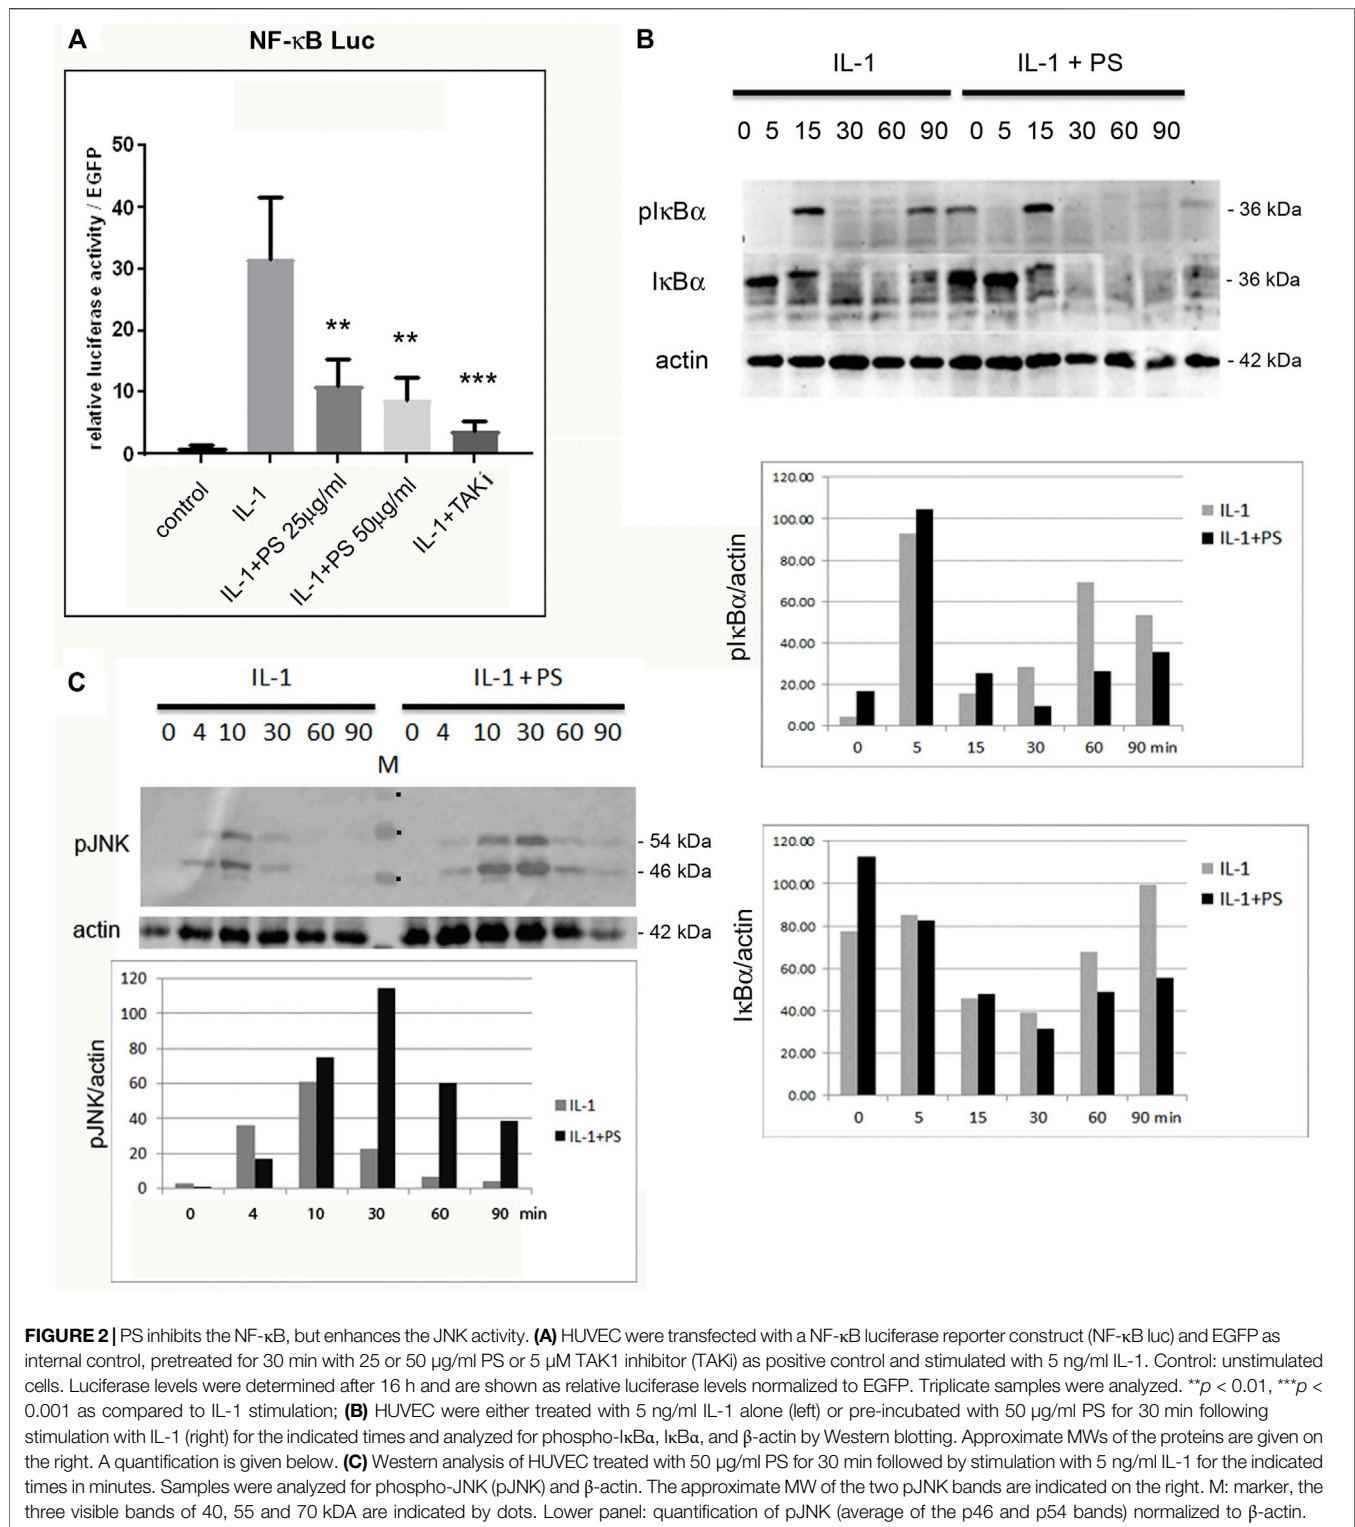 A
NF-κB Luc
relative luciferase activity / EGFP
50
40
30
20
10
0
**
**
***
control
IL-1
IL-1+PS 25µg/ml
IL-1+PS 50µg/ml
IL-1+TAKi
B
IL-1
IL-1 + PS
0 5 15 30 60 90 0 5 15 30 60 90
pIκBα
- 36 kDa
IκBα
- 36 kDa
actin
- 42 kDa
pIκBα/actin
120.00
100.00
80.00
60.00
40.00
20.00
0.00
0 5 15 30 60 90 min
IL-1
IL-1+PS
IκBα/actin
120.00
100.00
80.00
60.00
40.00
20.00
0.00
0 5 15 30 60 90 min
IL-1
IL-1+PS
C
IL-1
IL-1 + PS
0 4 10 30 60 90 0 4 10 30 60 90
M
pJNK
- 54 kDa
- 46 kDa
actin
- 42 kDa
pJNK/actin
120
100
80
60
40
20
0
0 4 10 30 60 90 min
IL-1
IL-1+PS
FIGURE 2 | PS inhibits the NF-κB, but enhances the JNK activity. (A) HUVEC were transfected with a NF-κB luciferase reporter construct (NF-κB luc) and EGFP as
internal control, pretreated for 30 min with 25 or 50 µg/ml PS or 5 µM TAK1 inhibitor (TAKi) as positive control and stimulated with 5 ng/ml IL-1. Control: unstimulated
cells. Luciferase levels were determined after 16 h and are shown as relative luciferase levels normalized to EGFP. Triplicate samples were analyzed. **p < 0.01, ***p <
0.001 as compared to IL-1 stimulation; (B) HUVEC were either treated with 5 ng/ml IL-1 alone (left) or pre-incubated with 50 µg/ml PS for 30 min following
stimulation with IL-1 (right) for the indicated times and analyzed for phospho-IκBα, IκBα, and β-actin by Western blotting. Approximate MWs of the proteins are given on
the right. A quantification is given below. (C) Western analysis of HUVEC treated with 50 µg/ml PS for 30 min followed by stimulation with 5 ng/ml IL-1 for the indicated
times in minutes. Samples were analyzed for phospho-JNK (pJNK) and β-actin. The approximate MW of the two pJNK bands are indicated on the right. M: marker, the
three visible bands of 40, 55 and 70 kDA are indicated by dots. Lower panel: quantification of pJNK (average of the p46 and p54 bands) normalized to β-actin.